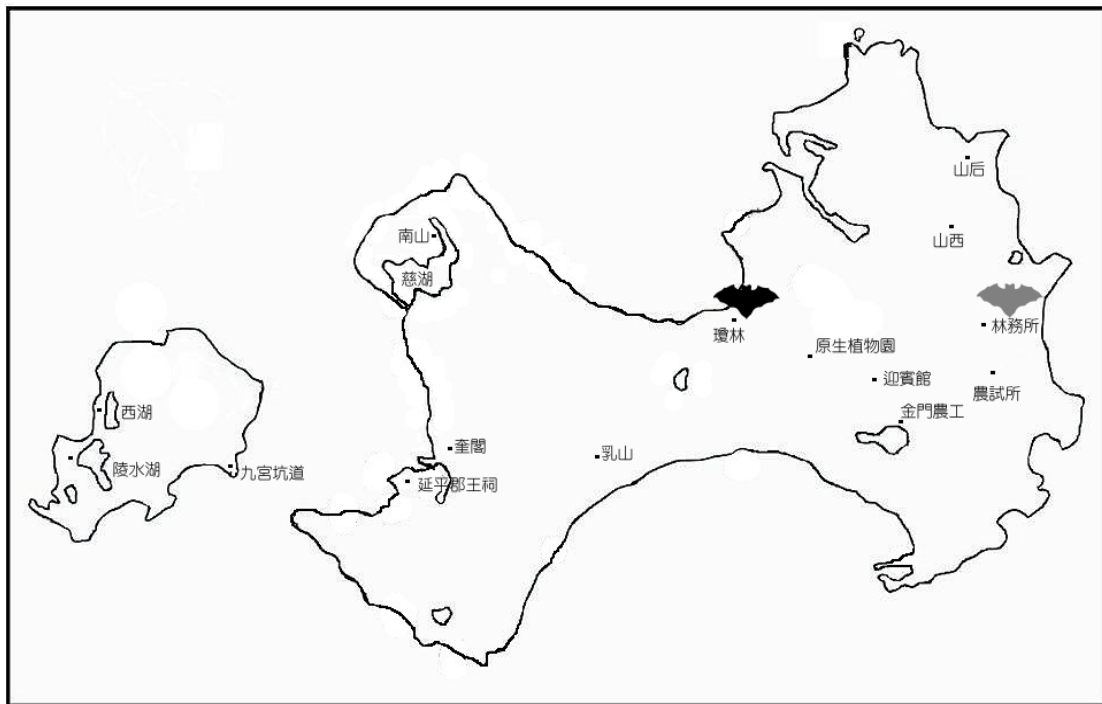 山后
山西
南山
慈湖
瓊林
林務所
原生植物園
迎賓館
農試所
金門農工
西湖
奎閣
乳山
陵水湖
九宮坑道
延平郡王祠